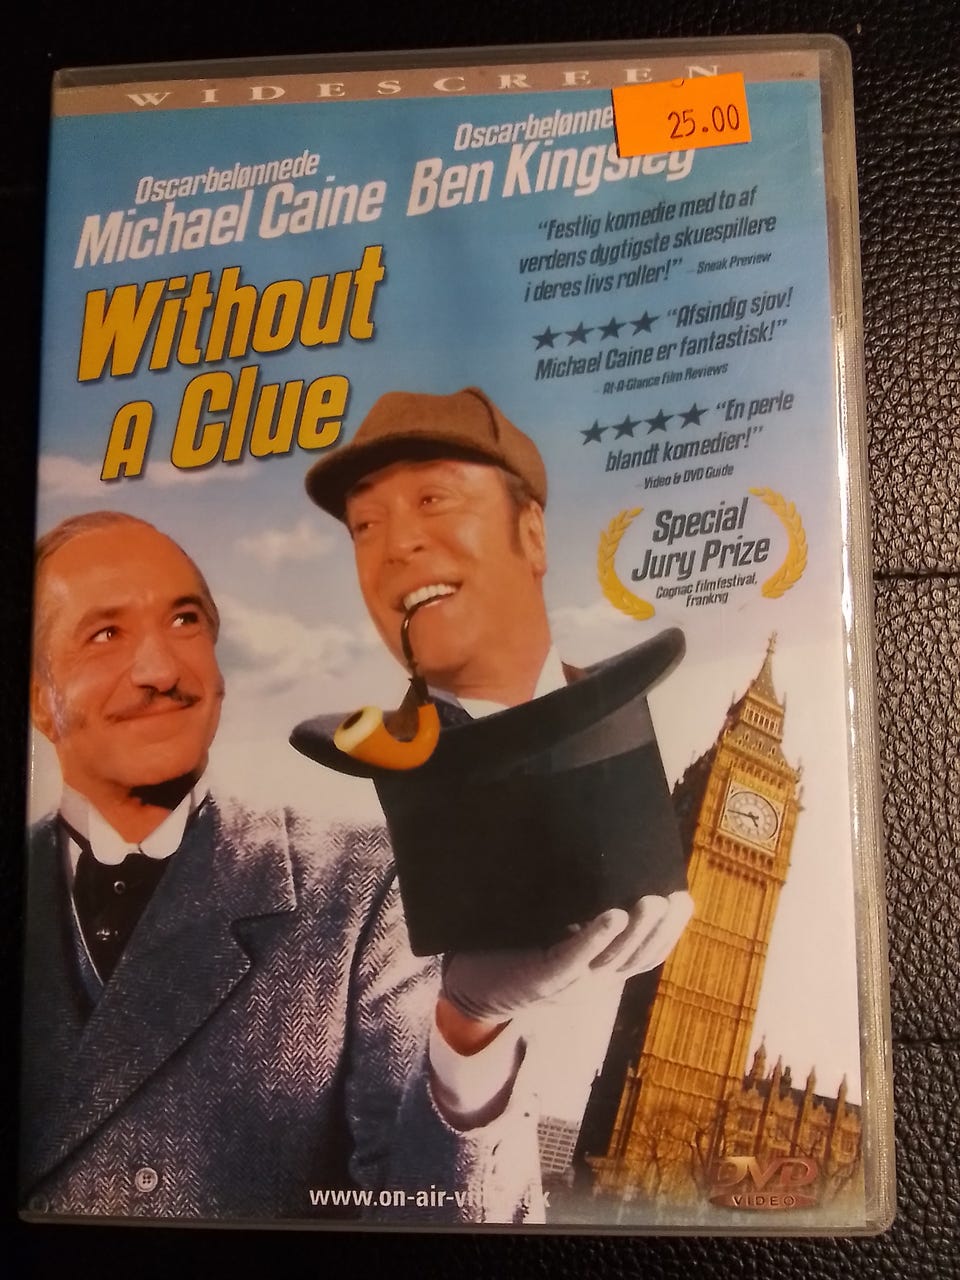 WIDESCREEN
25.00
Oscarbelønnede
Michael Caine
Ben Kingsley
Without
A Clue
"Festlig komedie med to af
verdens dygtigste skuespillere
i deres livs roller!" - Sneak Preview
★★★★ "Afsindig sjov!
Michael Caine er fantastisk!"
- At-A-Glance Film Reviews
★★★★ "En perle
blandt komedier!"
- Video & DVD Guide
Special
Jury Prize
Cognac filmfestival,
Frankrig
DVD
VIDEO